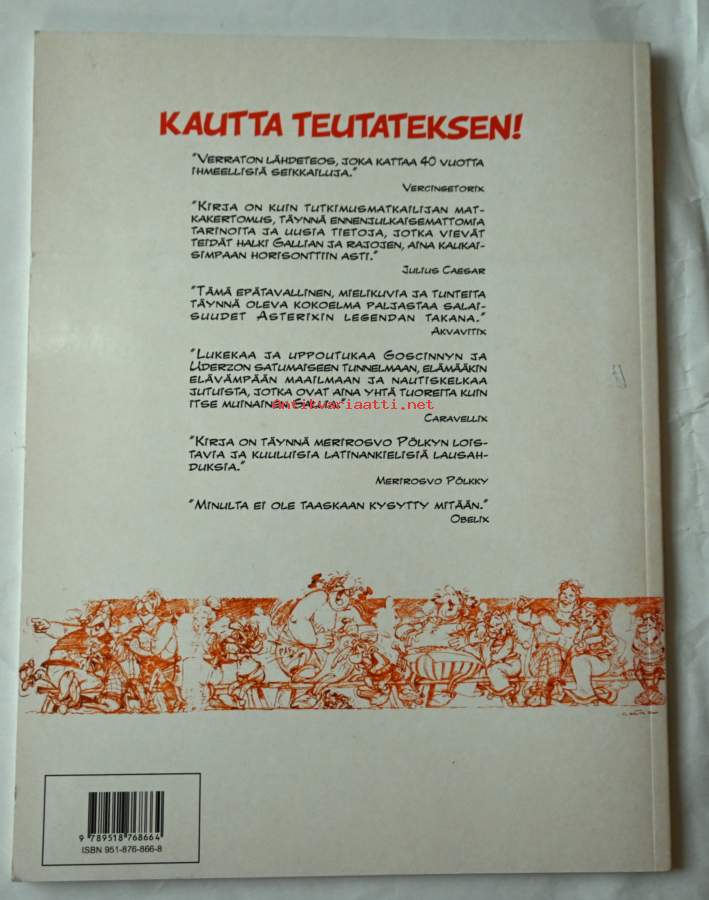 KAUTTA TEUTATEKSEN!
"VERRATON LÄHDETEOS, JOKA KATTAA 40 VUOTTA
IHMEELLISIÄ SEIKKAILUJA."
VERCINGETORIX
"KIRJA ON KUIN TUTKIMUSMATKAILIJAN MAT-
KAKERTOMUS, TÄYNNÄ ENNENJULKAISEMATTOMIA
TARINOITA JA UUSIA TIETOJA, JOTKA VIEVÄT
TEIDÄT HALKI GALLIAN JA RAJOJEN, AINA KAUKAI-
SIMPAAN HORISONTTIIN ASTI."
JULIUS CAESAR
"TÄMÄ EPÄTAVALLINEN, MIELIKUVIA JA TUNTEITA
TÄYNNÄ OLEVA KOKOELMA PALJASTAA SALAI-
SUUDET ASTERIXIN LEGENDAN TAKANA."
AKVAVITIX
"LUKEKAA JA UPPOUTUKAA GOSCINNYN JA
UDERZON SATUMAISEEN TUNNELMAAN, ELÄMÄÄKIN
ELÄVÄMPÄÄN MAAILMAAN JA NAUTISKELKAA
JUTUISTA, JOTKA OVAT AINA YHTÄ TUOREITA KUIN
ITSE MUINAINEN GALLIA."
antikvariaatti.net
CARAVELLIX
"KIRJA ON TÄYNNÄ MERIROSVO PÖLKYN LOIS-
TAVIA JA KUULUISIA LATINANKIELISIÄ LAUSAH-
DUKSIA."
MERIROSVO PÖLKKY
"MINULTA EI OLE TAASKAAN KYSYTTY MITÄÄN."
OBELIX
9 789518 768664
ISBN 951-876-866-8